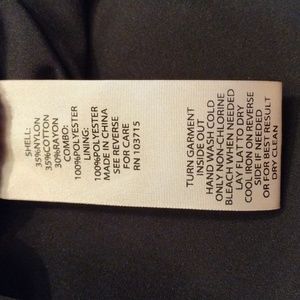 SHELL:
35%NYLON
35%COTTON
30%RAYON
COMBO:
100%POLYESTER
LINING:
100%POLYESTER
MADE IN CHINA
SEE REVERSE
FOR CARE
RN 103715
TURN GARMENT
INSIDE OUT
HAND WASH COLD
ONLY NON-CHLORINE
BLEACH WHEN NEEDED
LAY FLAT TO DRY
COOL IRON ON REVERSE
SIDE IF NEEDED
OR FOR BEST RESULT
DRY CLEAN